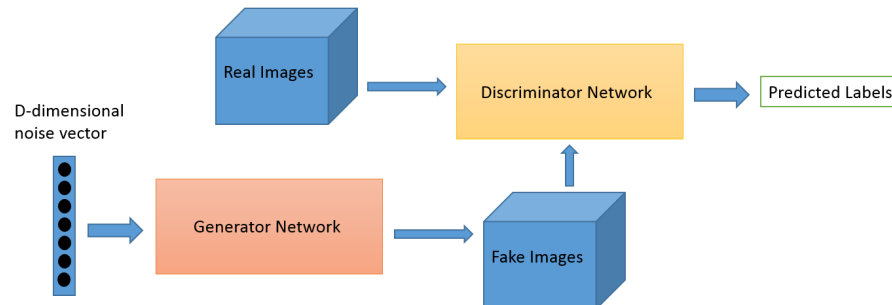 Real Images
Discriminator Network
Predicted Labels
D-dimensional
noise vector
Generator Network
Fake Images